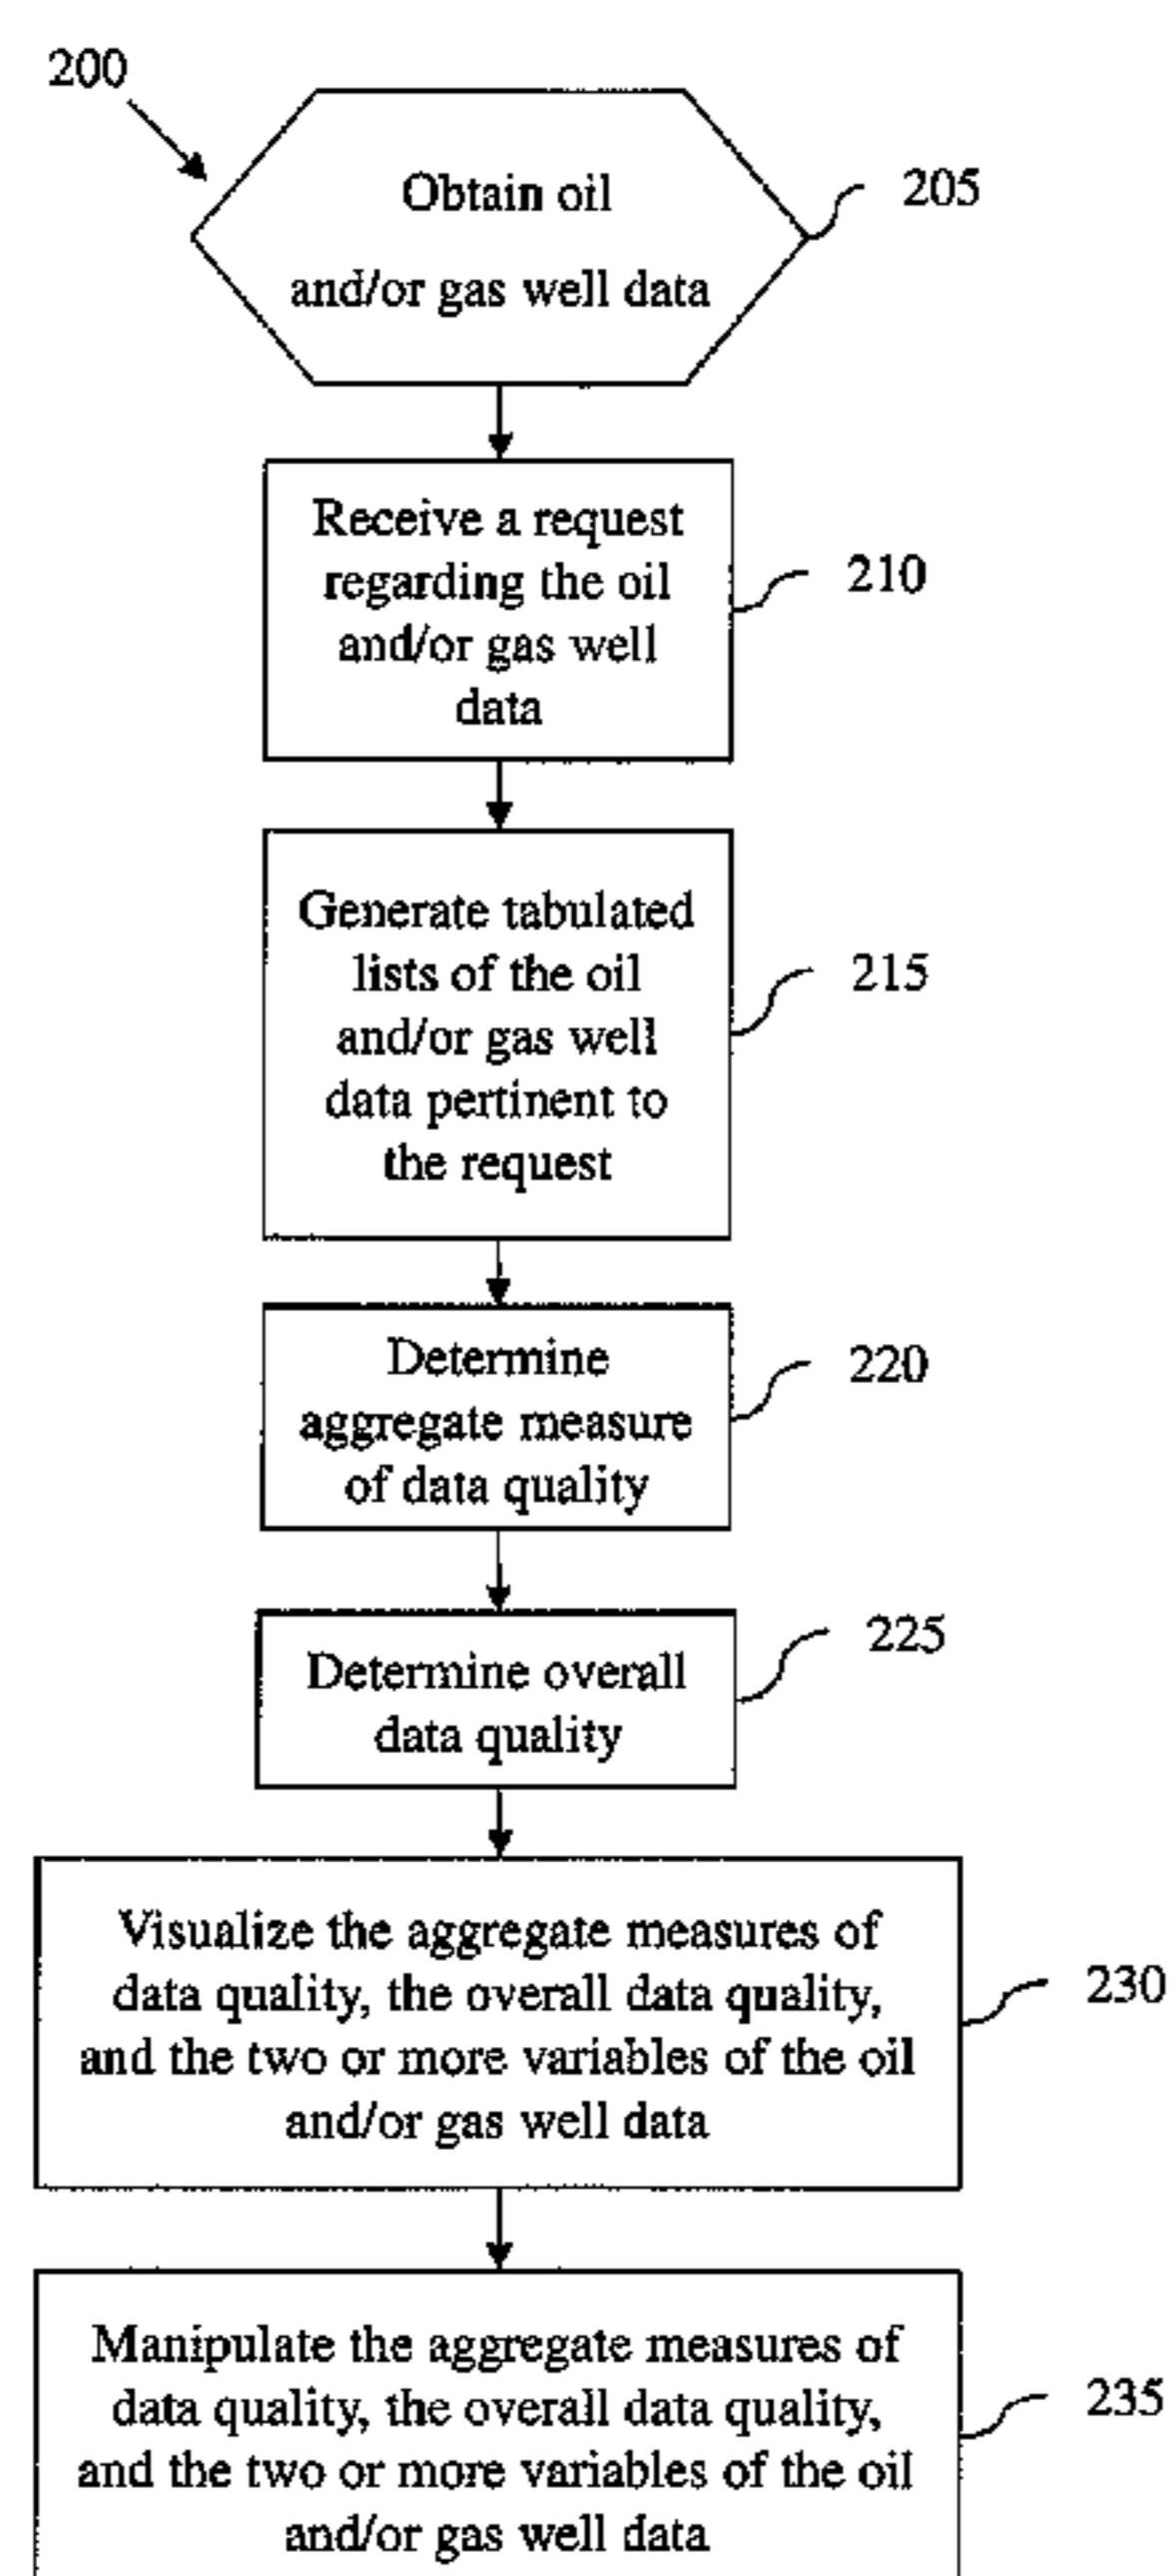 200
Obtain oil
and/or gas well data
205
Receive a request
regarding the oil
and/or gas well
data
210
Generate tabulated
lists of the oil
and/or gas well
data pertinent to
the request
215
Determine
aggregate measure
of data quality
220
Determine overall
data quality
225
Visualize the aggregate measures of
data quality, the overall data quality,
and the two or more variables of the oil
and/or gas well data
230
Manipulate the aggregate measures of
data quality, the overall data quality,
and the two or more variables of the oil
and/or gas well data
235